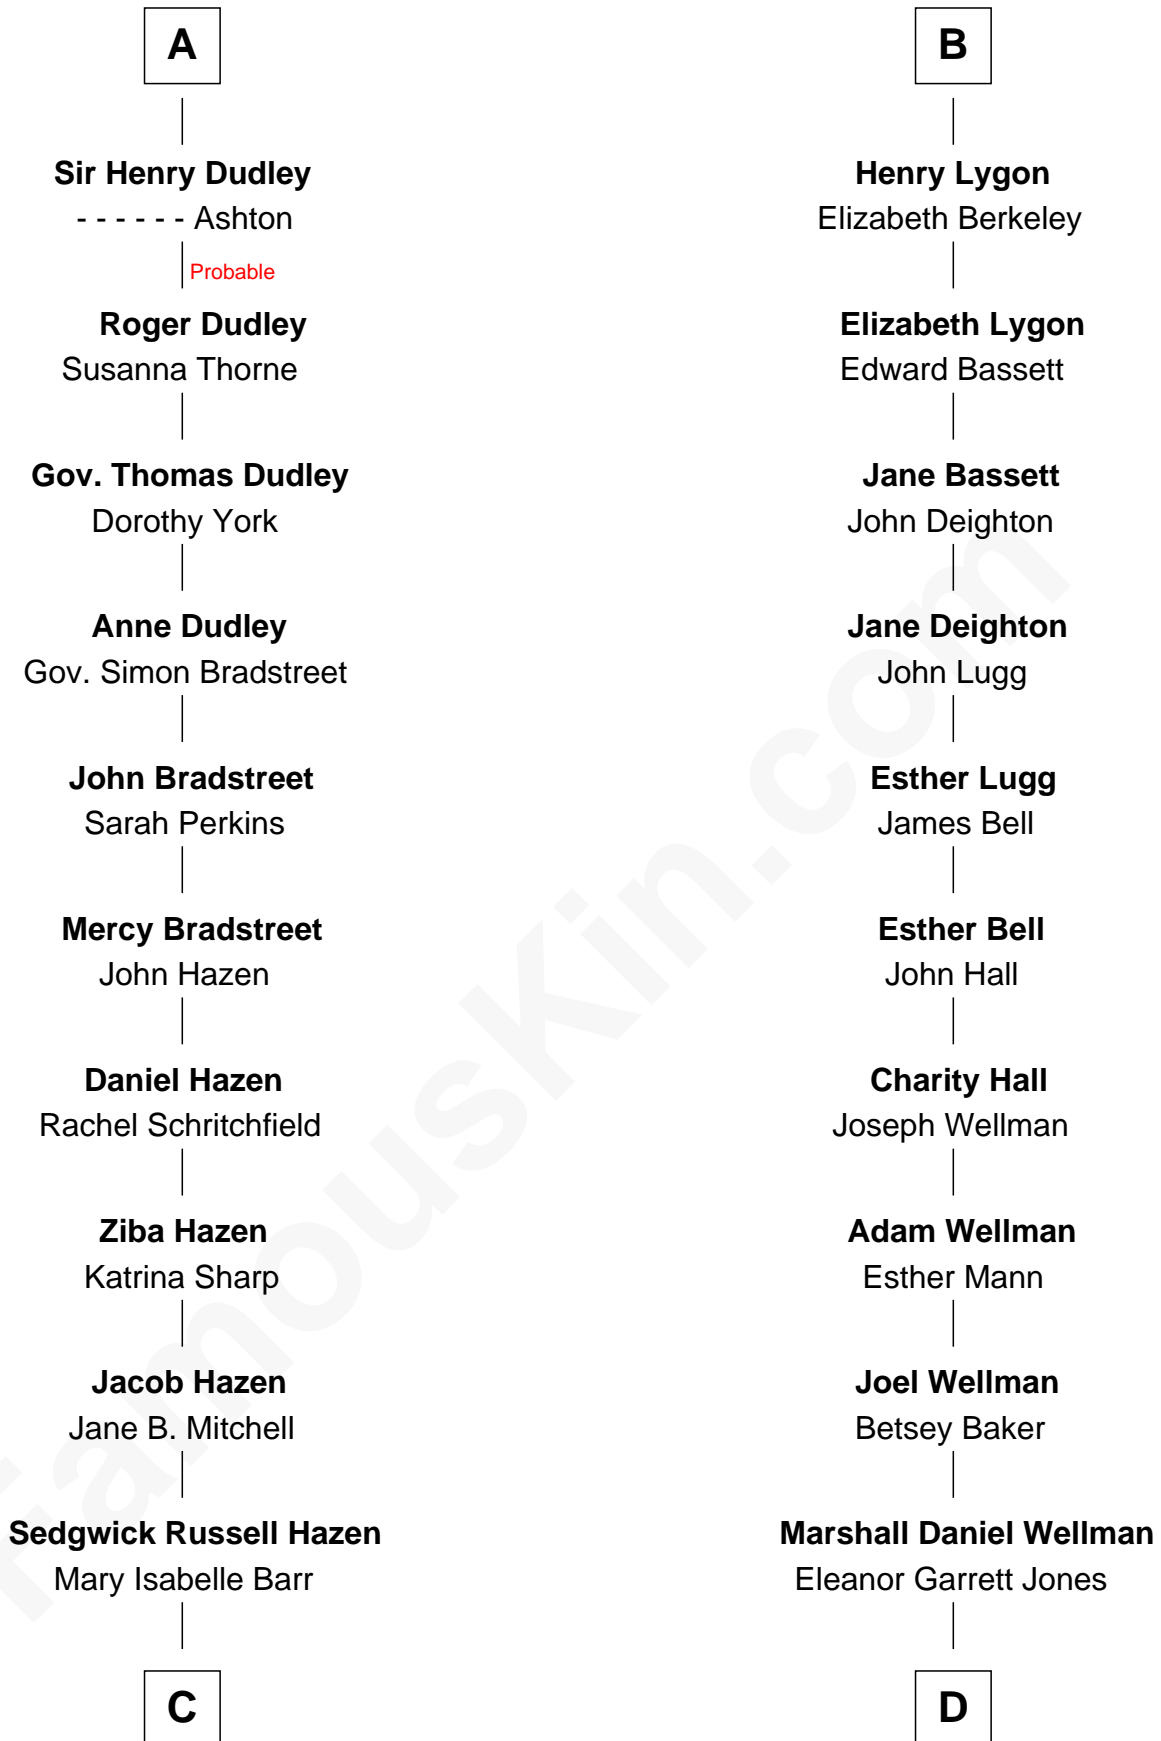 A
Sir Henry Dudley
- - - - - - Ashton
Probable
Roger Dudley
Susanna Thorne
Gov. Thomas Dudley
Dorothy York
Anne Dudley
Gov. Simon Bradstreet
John Bradstreet
Sarah Perkins
Mercy Bradstreet
John Hazen
Daniel Hazen
Rachel Schritchfield
Ziba Hazen
Katrina Sharp
Jacob Hazen
Jane B. Mitchell
Sedgwick Russell Hazen
Mary Isabelle Barr
C
B
Henry Lygon
Elizabeth Berkeley
Elizabeth Lygon
Edward Bassett
Jane Bassett
John Deighton
Jane Deighton
John Lugg
Esther Lugg
James Bell
Esther Bell
John Hall
Charity Hall
Joseph Wellman
Adam Wellman
Esther Mann
Joel Wellman
Betsey Baker
Marshall Daniel Wellman
Eleanor Garrett Jones
D
FamousKin.com